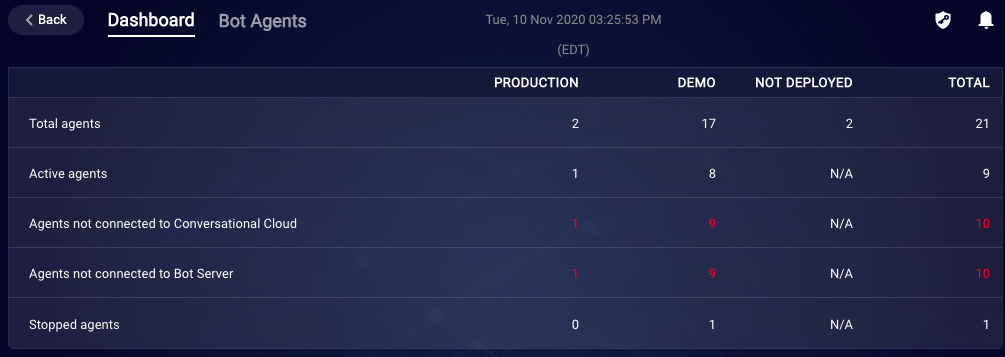 Back Dashboard Bot Agents Tue, 10 Nov 2020 03:25:53 PM
(EDT)
PRODUCTION DEMO NOT DEPLOYED TOTAL
Total agents 2 17 2 21
Active agents 1 8 N/A 9
Agents not connected to Conversational Cloud 1 9 N/A 10
Agents not connected to Bot Server 1 9 N/A 10
Stopped agents 0 1 N/A 1